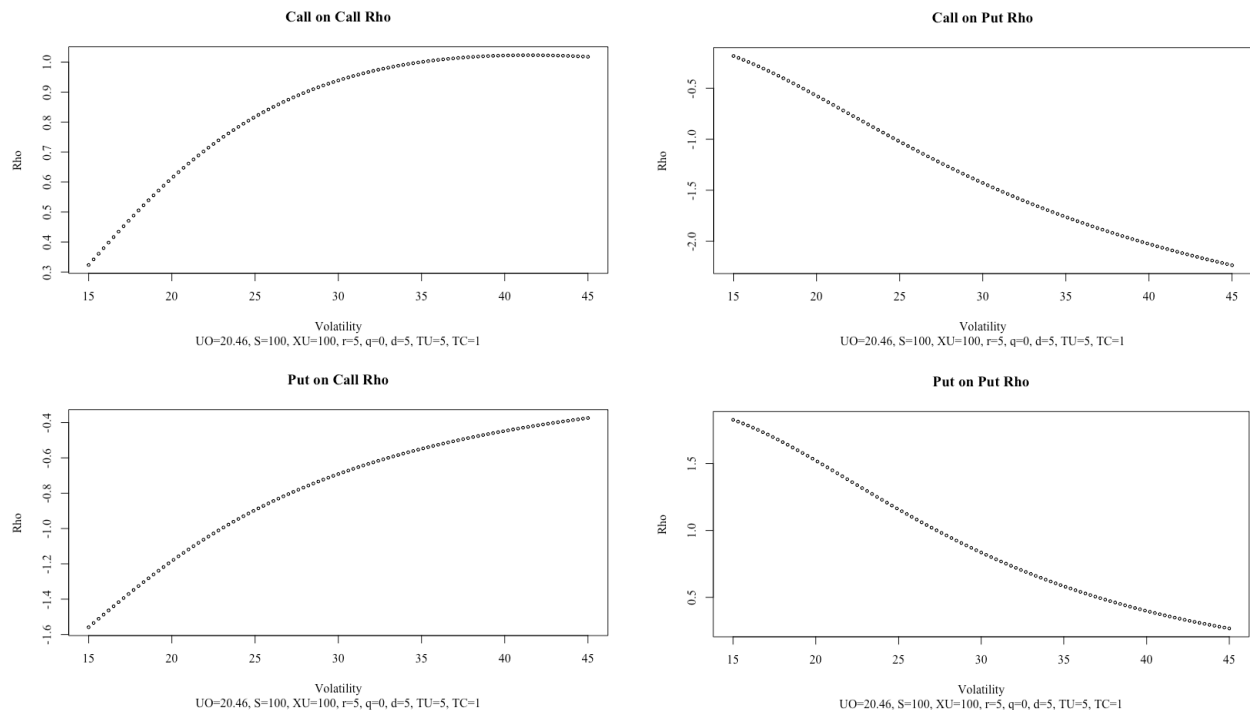 Call on Call Rho
Rho
1.0
0.9
0.8
0.7
0.6
0.5
0.4
0.3
15 20 25 30 35 40 45
Volatility
UO=20.46, S=100, XU=100, r=5, q=0, d=5, TU=5, TC=1
Call on Put Rho
Rho
-0.5
-1.0
-1.5
-2.0
15 20 25 30 35 40 45
Volatility
UO=20.46, S=100, XU=100, r=5, q=0, d=5, TU=5, TC=1
Put on Call Rho
Rho
-0.4
-0.6
-0.8
-1.0
-1.2
-1.4
-1.6
15 20 25 30 35 40 45
Volatility
UO=20.46, S=100, XU=100, r=5, q=0, d=5, TU=5, TC=1
Put on Put Rho
Rho
1.5
1.0
0.5
15 20 25 30 35 40 45
Volatility
UO=20.46, S=100, XU=100, r=5, q=0, d=5, TU=5, TC=1